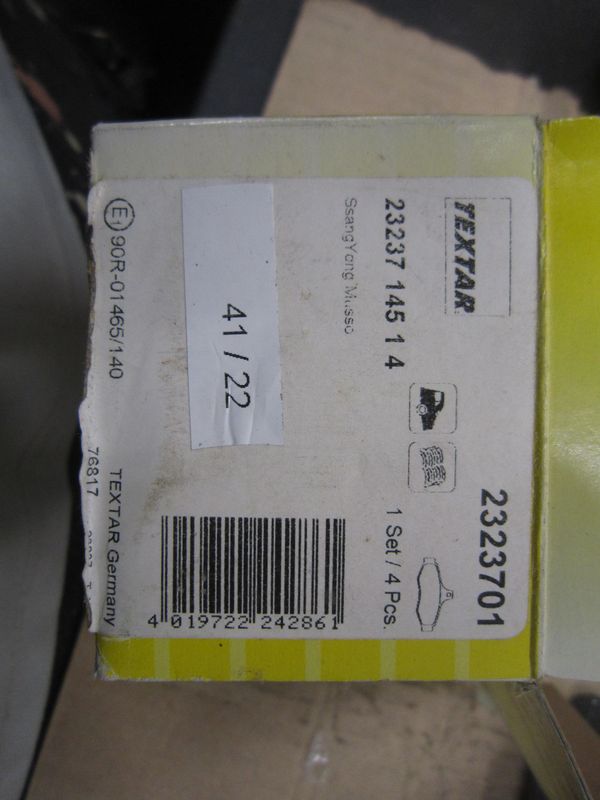 TEXTAR
2323701
23237 145 1 4
1 Set / 4 Pcs.
SsangYong Musso
41 / 22
4 019722 242861
E1 90R-01465/140
TEXTAR Germany
76817